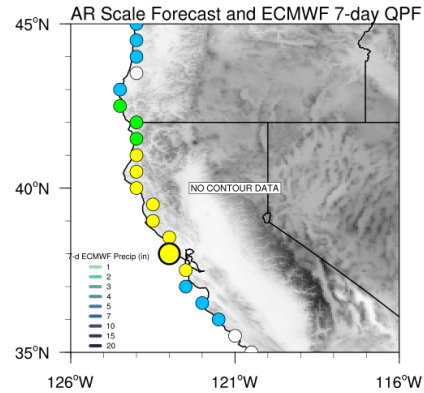 AR Scale Forecast and ECMWF 7-day QPF
45°N
40°N
NO CONTOUR DATA
7-d ECMWF Precip (in)
1
2
3
4
5
7
10
15
20
35°N
126°W
121°W
116°W